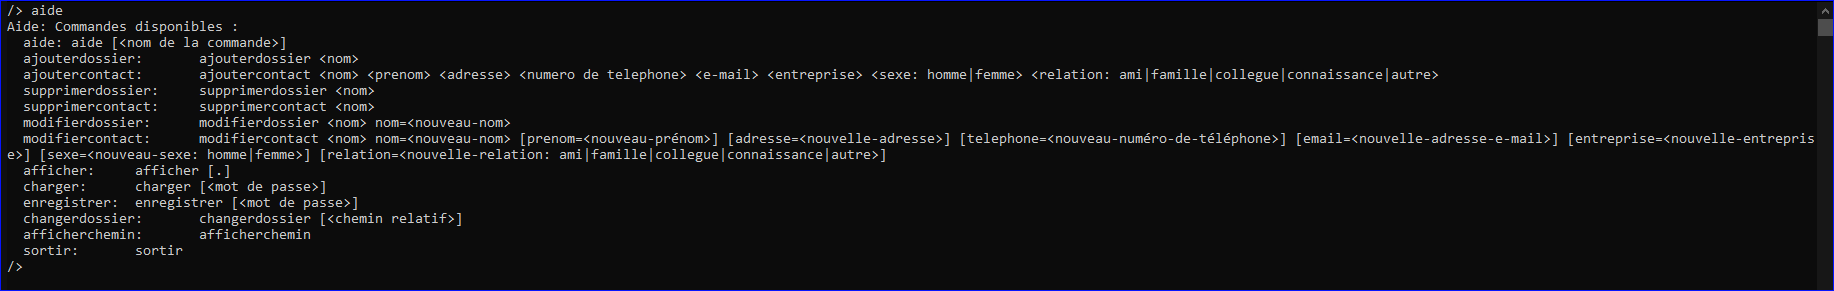 /> aide
Aide: Commandes disponibles :
  aide: aide [<nom de la commande>]
  ajouterdossier:       ajouterdossier <nom>
  ajoutercontact:       ajoutercontact <nom> <prenom> <adresse> <numero de telephone> <e-mail> <entreprise> <sexe: homme|femme> <relation: ami|famille|collegue|connaissance|autre>
  supprimerdossier:     supprimerdossier <nom>
  supprimercontact:     supprimercontact <nom>
  modifierdossier:      modifierdossier <nom> nom=<nouveau-nom>
  modifiercontact:      modifiercontact <nom> nom=<nouveau-nom> [prenom=<nouveau-prénom>] [adresse=<nouvelle-adresse>] [telephone=<nouveau-numéro-de-téléphone>] [email=<nouvelle-adresse-e-mail>] [entreprise=<nouvelle-entrepris
e>] [sexe=<nouveau-sexe: homme|femme>] [relation=<nouvelle-relation: ami|famille|collegue|connaissance|autre>]
  afficher:     afficher [.]
  charger:      charger [<mot de passe>]
  enregistrer:  enregistrer [<mot de passe>]
  changerdossier:       changerdossier [<chemin relatif>]
  afficherchemin:       afficherchemin
  sortir:       sortir
/>